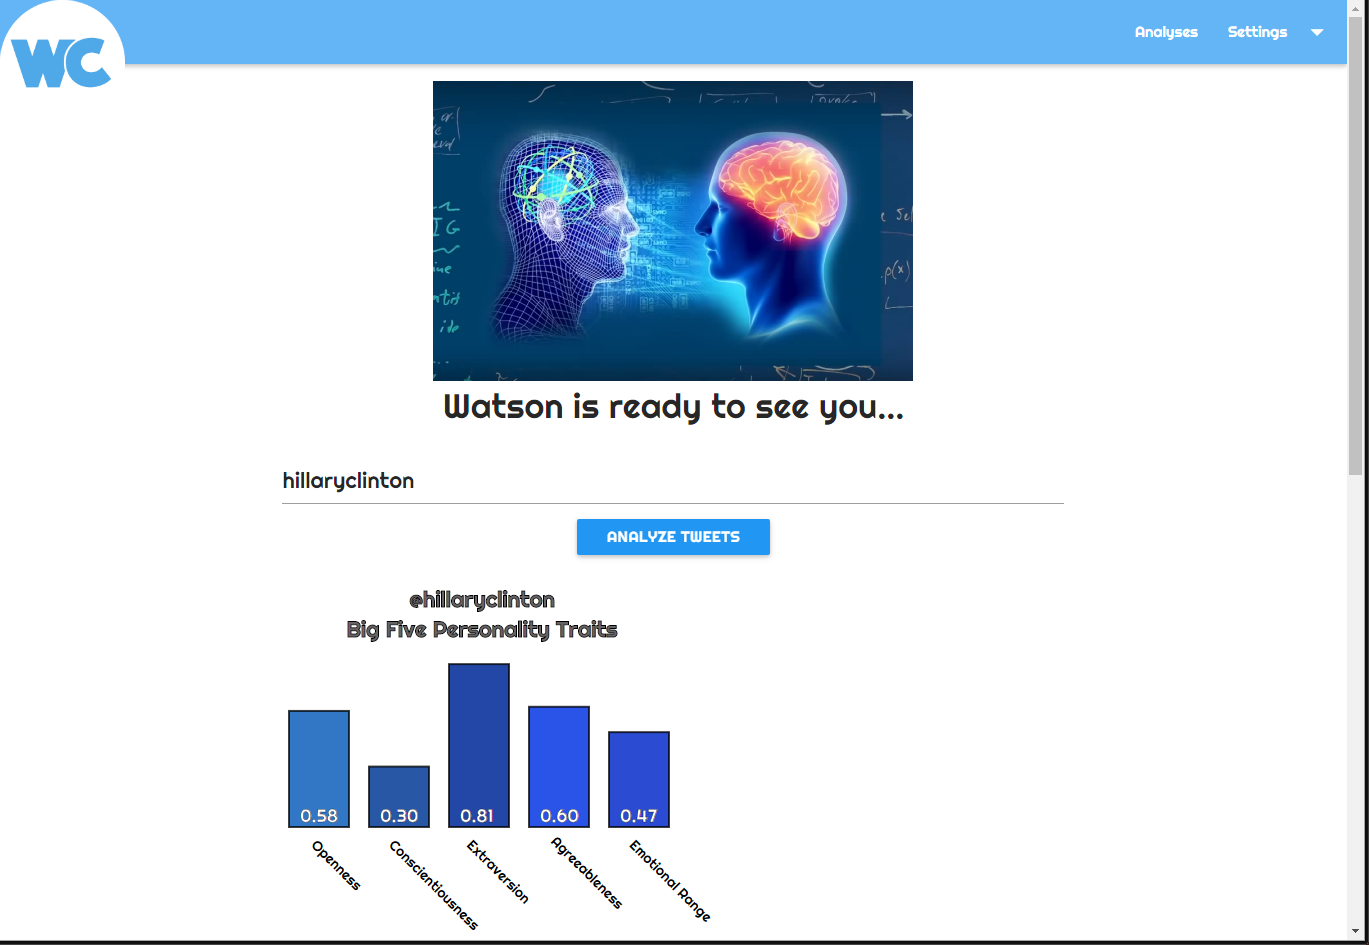 WC
Analyses Settings
Watson is ready to see you...
hillaryclinton
ANALYZE TWEETS
@hillaryclinton
Big Five Personality Traits
0.58 0.30 0.81 0.60 0.47
Openness Conscientiousness Extraversion Agreeableness Emotional Range